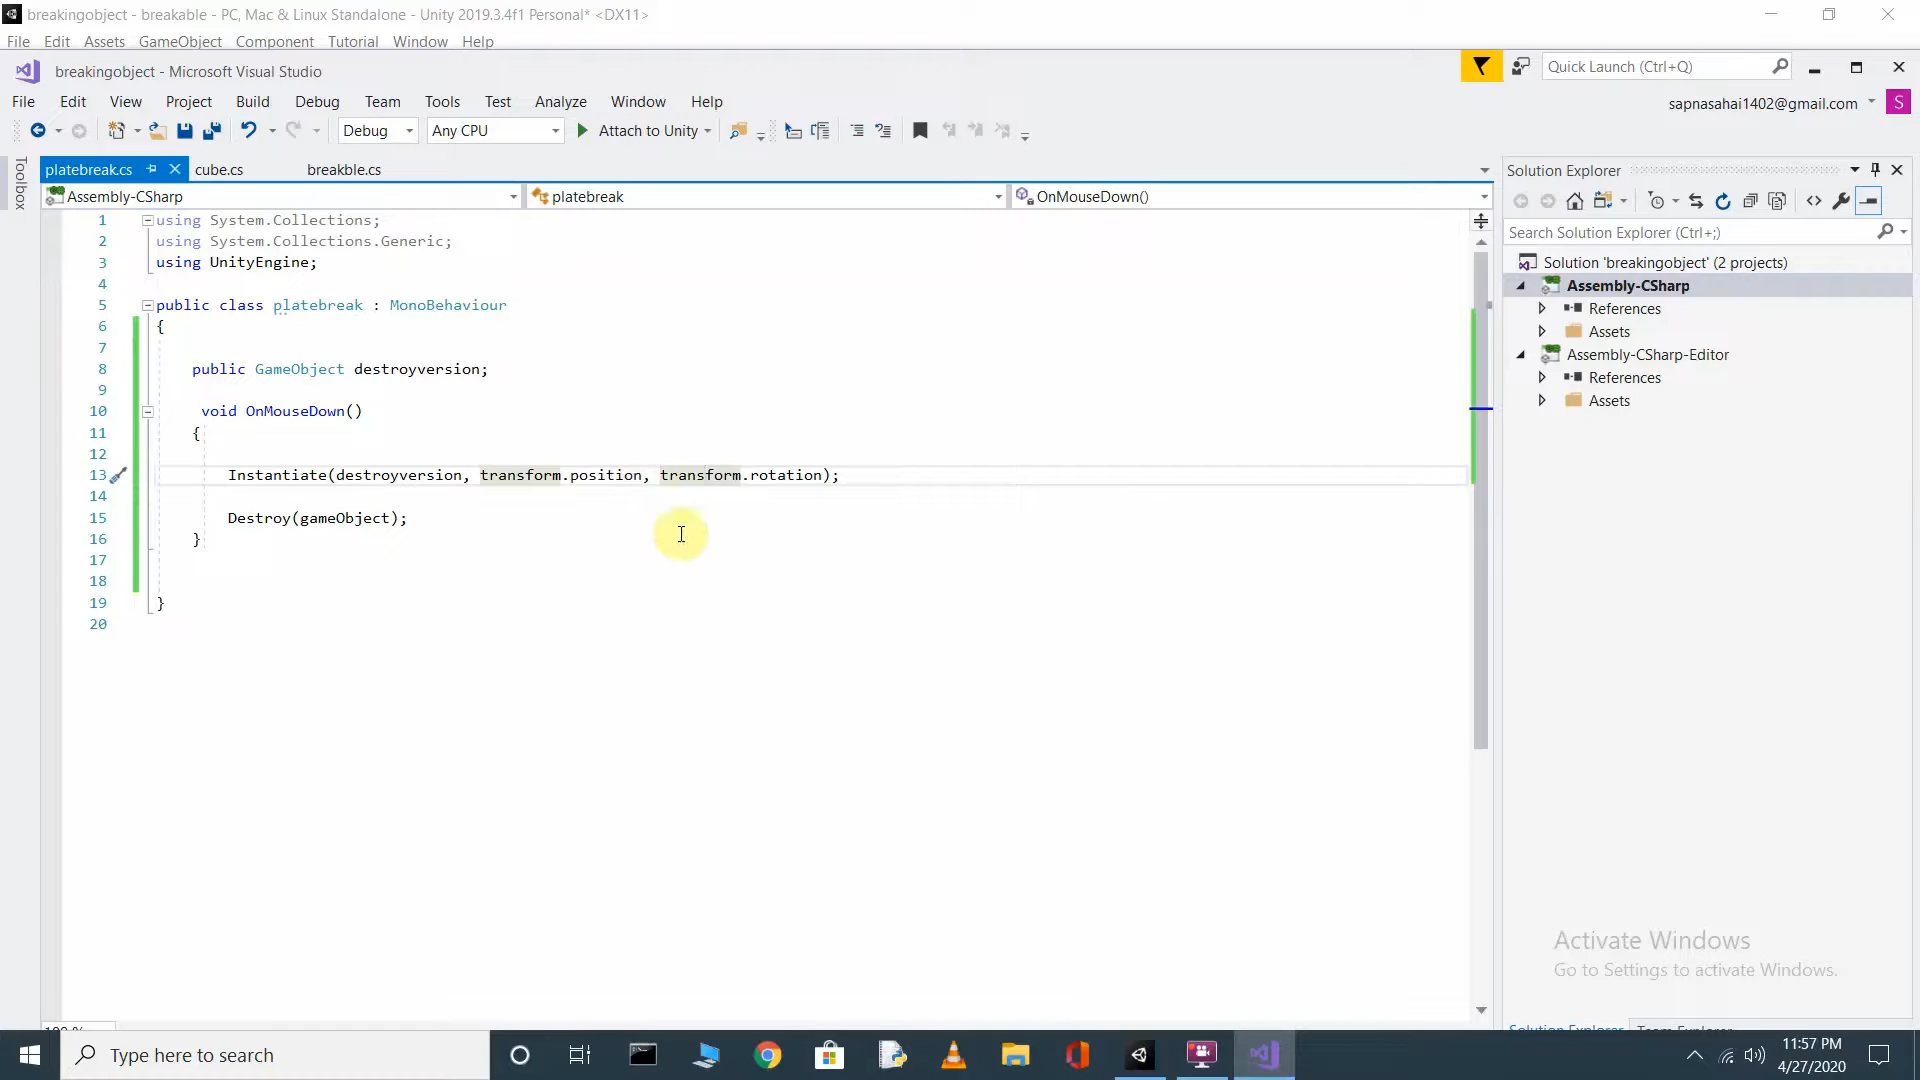 breakingobject - breakable - PC, Mac & Linux Standalone - Unity 2019.3.4f1 Personal* <DX11>
File Edit Assets GameObject Component Tutorial Window Help
breakingobject - Microsoft Visual Studio
Quick Launch (Ctrl+Q)
File Edit View Project Build Debug Team Tools Test Analyze Window Help
sapnasahai1402@gmail.com S
Debug Any CPU Attach to Unity
Toolbox
platebreak.cs cube.cs breakble.cs
Assembly-CSharp platebreak OnMouseDown()
1 using System.Collections;
2 using System.Collections.Generic;
3 using UnityEngine;
4
5 public class platebreak : MonoBehaviour
6 {
7
8 public GameObject destroyversion;
9
10 void OnMouseDown()
11 {
12
13 Instantiate(destroyversion, transform.position, transform.rotation);
14
15 Destroy(gameObject);
16 }
17
18
19 }
20
Solution Explorer
Search Solution Explorer (Ctrl+;)
Solution 'breakingobject' (2 projects)
Assembly-CSharp
References
Assets
Assembly-CSharp-Editor
References
Assets
Activate Windows
Go to Settings to activate Windows.
Solution Explorer Team Explorer
Type here to search
11:57 PM
4/27/2020